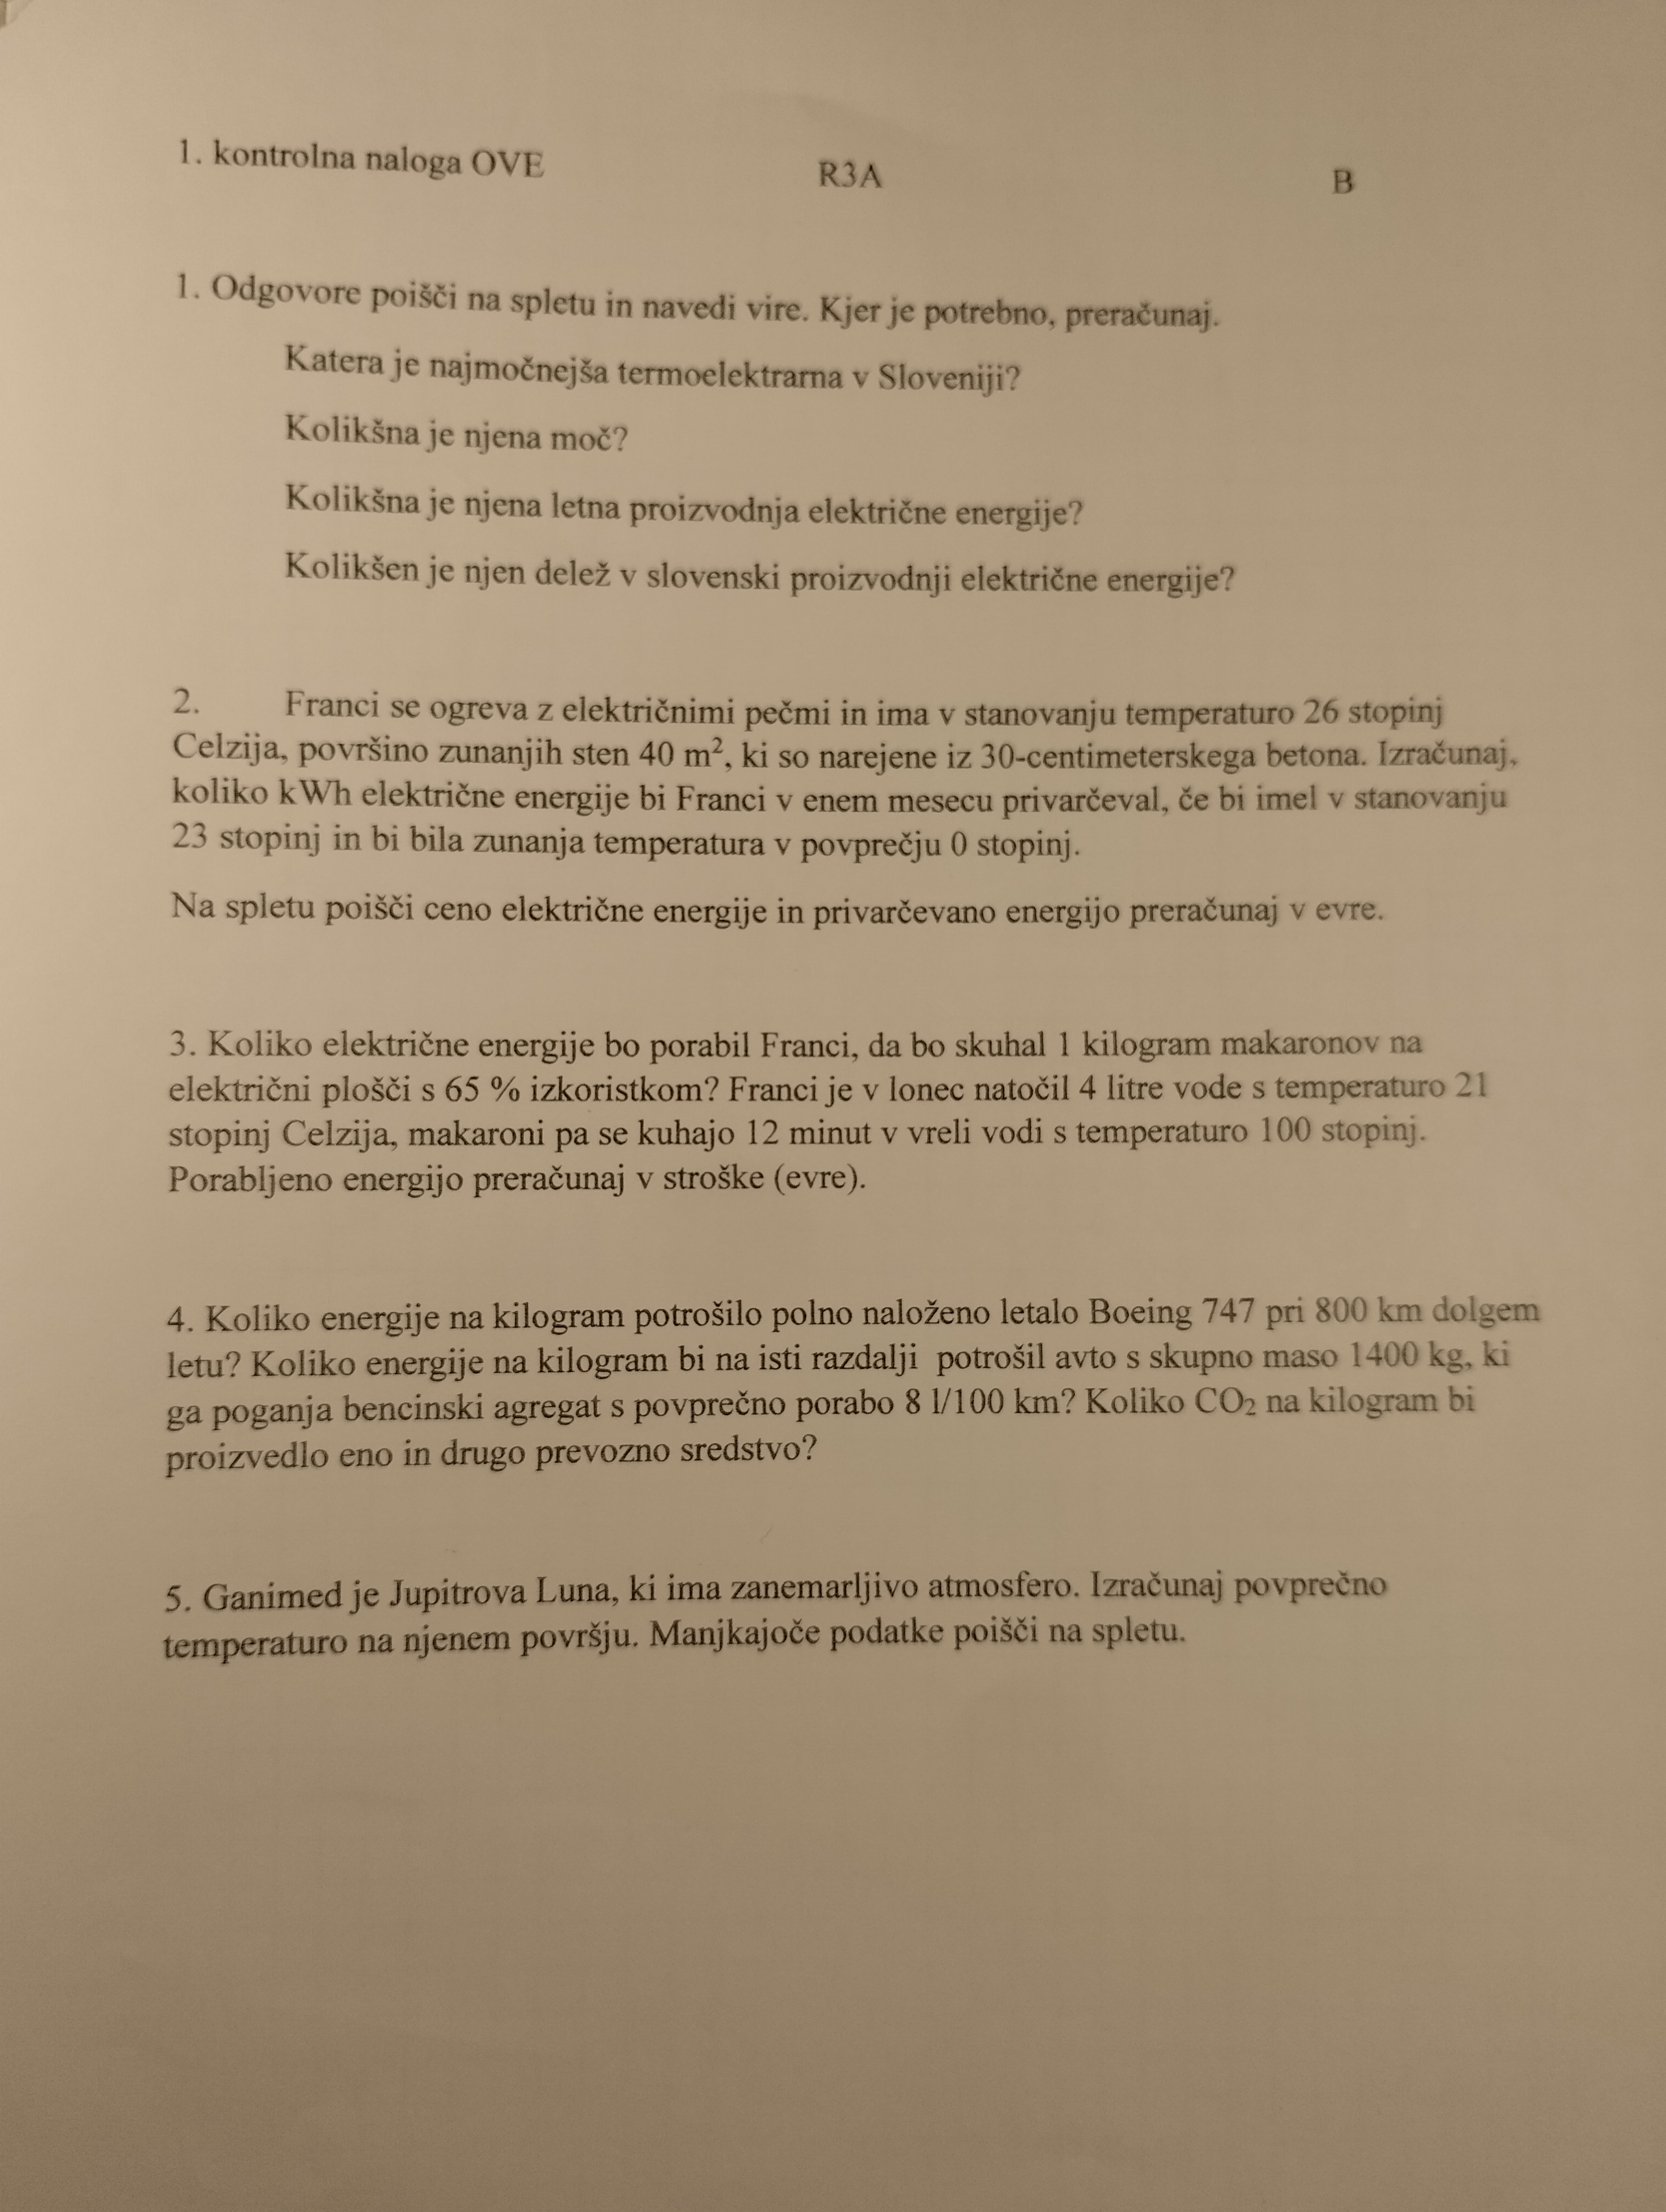 1. kontrolna naloga OVE R3A B
1. Odgovore poišči na spletu in navedi vire. Kjer je potrebno, preračunaj.
Katera je najmočnejša termoelektrarna v Sloveniji?
Kolikšna je njena moč?
Kolikšna je njena letna proizvodnja električne energije?
Kolikšen je njen delež v slovenski proizvodnji električne energije?
2. Franci se ogreva z električnimi pečmi in ima v stanovanju temperaturo 26 stopinj
Celzija, površino zunanjih sten 40 m², ki so narejene iz 30-centimeterskega betona. Izračunaj,
koliko kWh električne energije bi Franci v enem mesecu privarčeval, če bi imel v stanovanju
23 stopinj in bi bila zunanja temperatura v povprečju 0 stopinj.
Na spletu poišči ceno električne energije in privarčevano energijo preračunaj v evre.
3. Koliko električne energije bo porabil Franci, da bo skuhal 1 kilogram makaronov na
električni plošči s 65 % izkoristkom? Franci je v lonec natočil 4 litre vode s temperaturo 21
stopinj Celzija, makaroni pa se kuhajo 12 minut v vreli vodi s temperaturo 100 stopinj.
Porabljeno energijo preračunaj v stroške (evre).
4. Koliko energije na kilogram potrošilo polno naloženo letalo Boeing 747 pri 800 km dolgem
letu? Koliko energije na kilogram bi na isti razdalji potrošil avto s skupno maso 1400 kg, ki
ga poganja bencinski agregat s povprečno porabo 8 l/100 km? Koliko CO₂ na kilogram bi
proizvedlo eno in drugo prevozno sredstvo?
5. Ganimed je Jupitrova Luna, ki ima zanemarljivo atmosfero. Izračunaj povprečno
temperaturo na njenem površju. Manjkajoče podatke poišči na spletu.